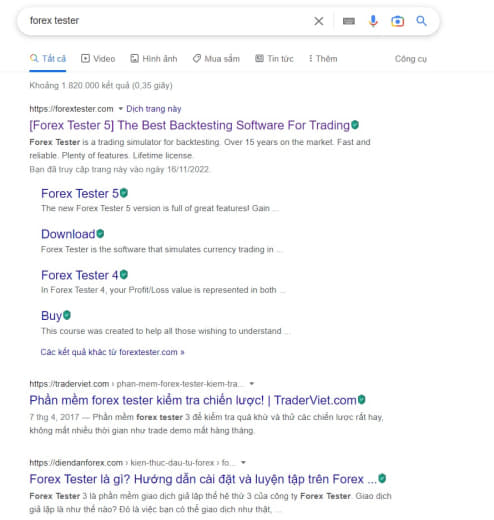 forex tester
Tất cả Video Hình ảnh Mua sắm Tin tức Thêm Công cụ
Khoảng 1.820.000 kết quả (0,35 giây)
https://forextester.com Dịch trang này
[Forex Tester 5] The Best Backtesting Software For Trading
Forex Tester is a trading simulator for backtesting. Over 15 years on the market. Fast and
reliable. Plenty of features. Lifetime license.
Bạn đã truy cập trang này vào ngày 16/11/2022.
Forex Tester 5
The new Forex Tester 5 version is full of great features! Gain ...
Download
Forex Tester is the software that simulates currency trading in ...
Forex Tester 4
In Forex Tester 4, your Profit/Loss value is represented in both ...
Buy
This course was created to help all those wishing to understand ...
Các kết quả khác từ forextester.com »
https://traderviet.com › phan-mem-forex-tester-kiem-tra...
Phần mềm forex tester kiểm tra chiến lược! | TraderViet.com
7 thg 4, 2017 — Phần mềm forex tester 3 để kiểm tra quá khứ và thử các chiến lược rất hay,
không mất nhiều thời gian như trade demo mất hàng tháng.
https://diendanforex.com › kien-thuc-dau-tu-forex › fo...
Forex Tester là gì? Hướng dẫn cài đặt và luyện tập trên Forex ...
Forex Tester 3 là phần mềm giao dịch giả lập thế hệ thứ 3 của công ty Forex Tester. Giao dịch
giả lập là như thế nào? Đó là việc bạn có thể giao dịch như thật, ...